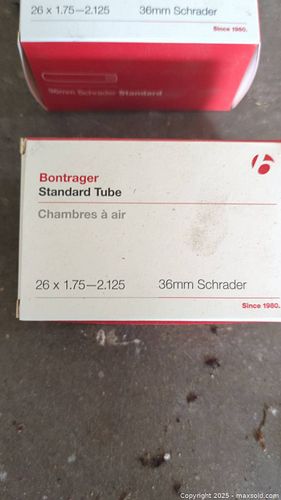 26 x 1.75—2.125 36mm Schrader
Since 1980.
36mm Schrader Standard
Bontrager
Standard Tube
Chambres à air
26 x 1.75—2.125 36mm Schrader
Since 1980.
Copyright © 2025 - maxsold.com